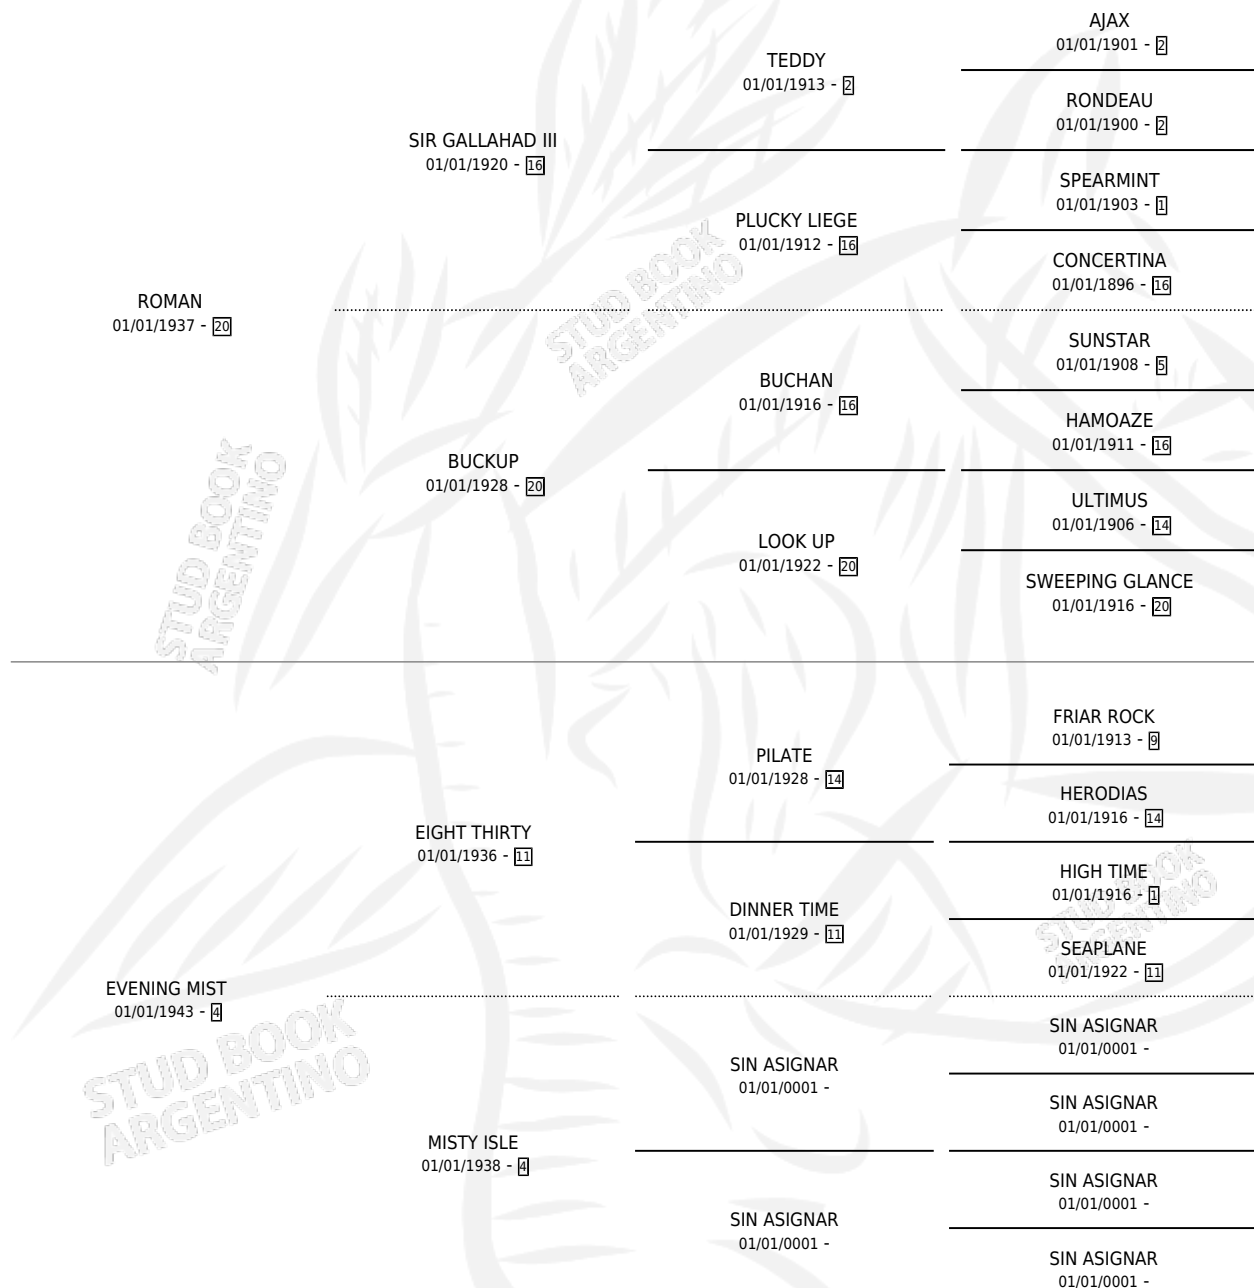 AJAX
01/01/1901 - 2
TEDDY
01/01/1913 - 2
RONDEAU
01/01/1900 - 2
SIR GALLAHAD III
01/01/1920 - 16
SPEARMINT
01/01/1903 - 1
PLUCKY LIEGE
01/01/1912 - 16
CONCERTINA
01/01/1896 - 16
ROMAN
01/01/1937 - 20
STUD BOOK
ARGENTINO
SUNSTAR
01/01/1908 - 5
BUCHAN
01/01/1916 - 16
HAMOAZE
01/01/1911 - 16
BUCKUP
01/01/1928 - 20
ULTIMUS
01/01/1906 - 14
LOOK UP
01/01/1922 - 20
SWEEPING GLANCE
01/01/1916 - 20
STUD BOOK
ARGENTINO
FRIAR ROCK
01/01/1913 - 9
PILATE
01/01/1928 - 14
HERODIAS
01/01/1916 - 14
EIGHT THIRTY
01/01/1936 - 11
HIGH TIME
01/01/1916 - 1
DINNER TIME
01/01/1929 - 11
STUD BOOK
ARGENTINO
SEAPLANE
01/01/1922 - 11
EVENING MIST
01/01/1943 - 4
STUD BOOK
ARGENTINO
SIN ASIGNAR
01/01/0001 -
SIN ASIGNAR
01/01/0001 -
SIN ASIGNAR
01/01/0001 -
MISTY ISLE
01/01/1938 - 4
SIN ASIGNAR
01/01/0001 -
SIN ASIGNAR
01/01/0001 -
SIN ASIGNAR
01/01/0001 -